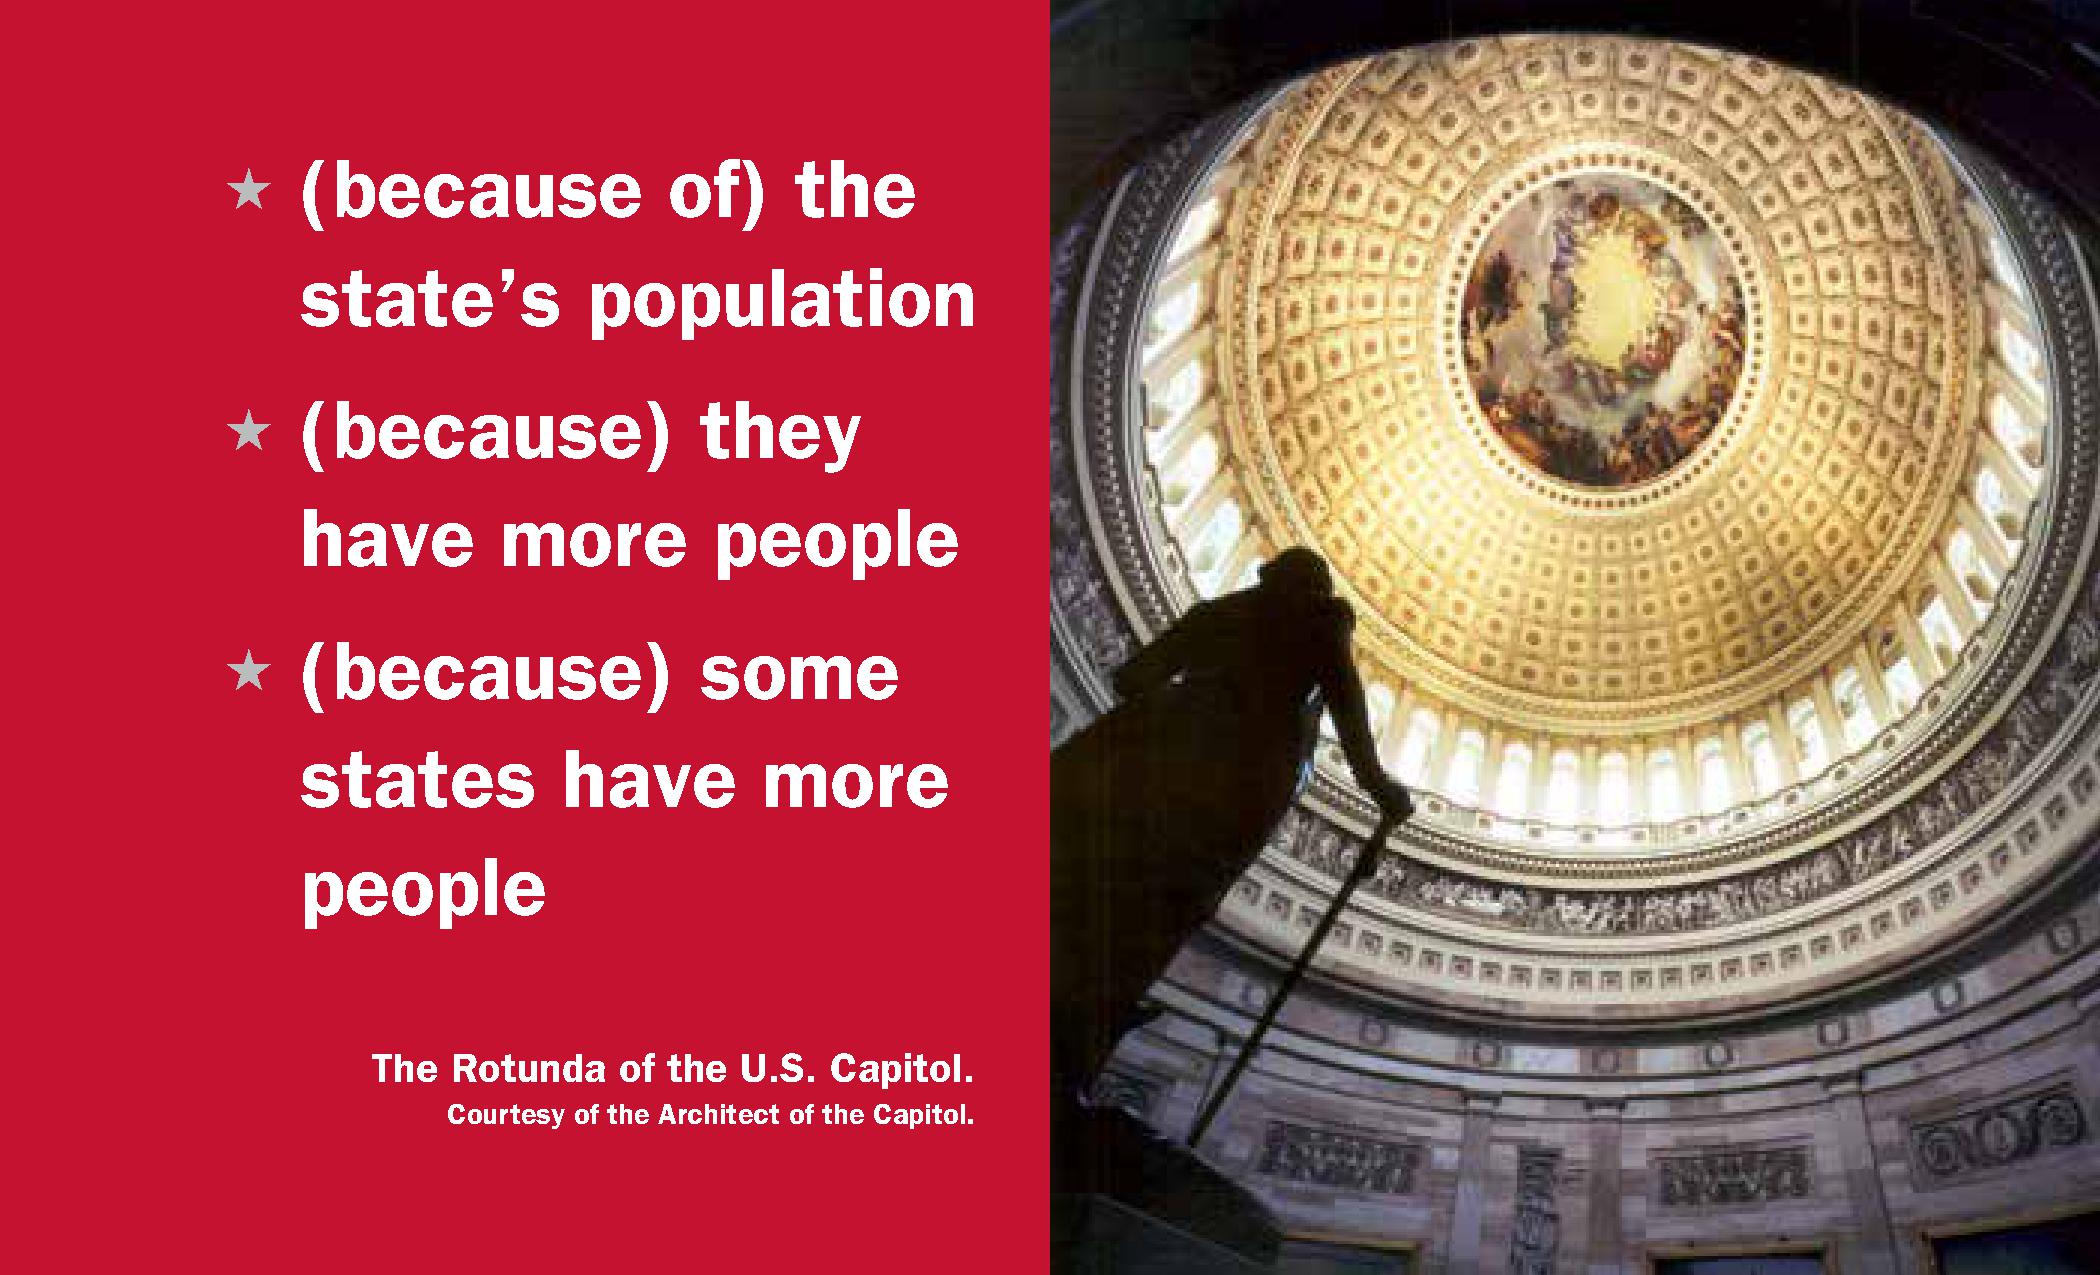 ★ (because of) the
state’s population
★ (because) they
have more people
★ (because) some
states have more
people
The Rotunda of the U.S. Capitol.
Courtesy of the Architect of the Capitol.